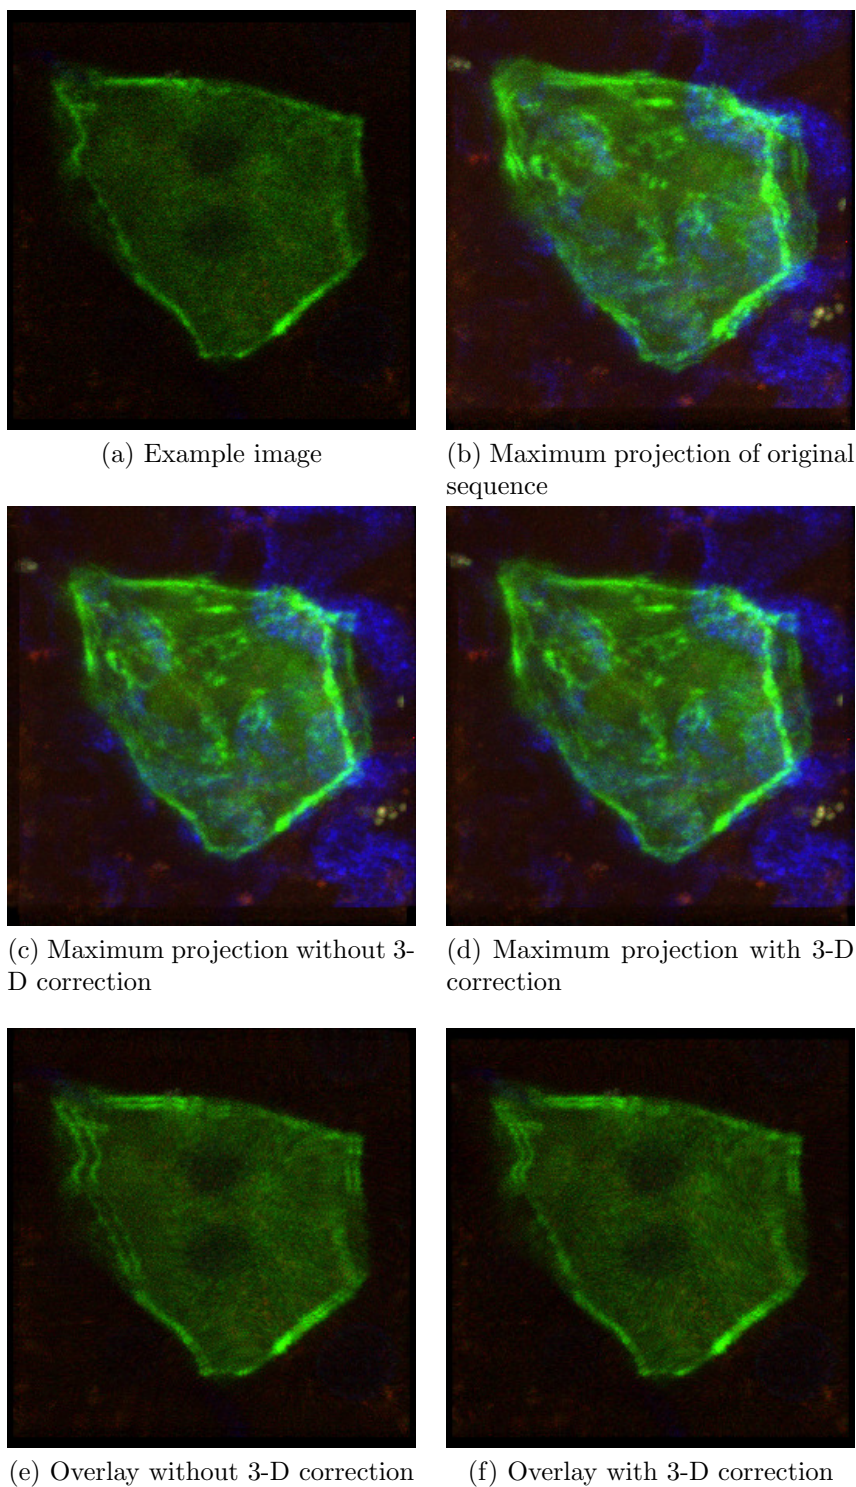 (a) Example image
(b) Maximum projection of original
sequence
(c) Maximum projection without 3-
D correction
(d) Maximum projection with 3-D
correction
(e) Overlay without 3-D correction
(f) Overlay with 3-D correction